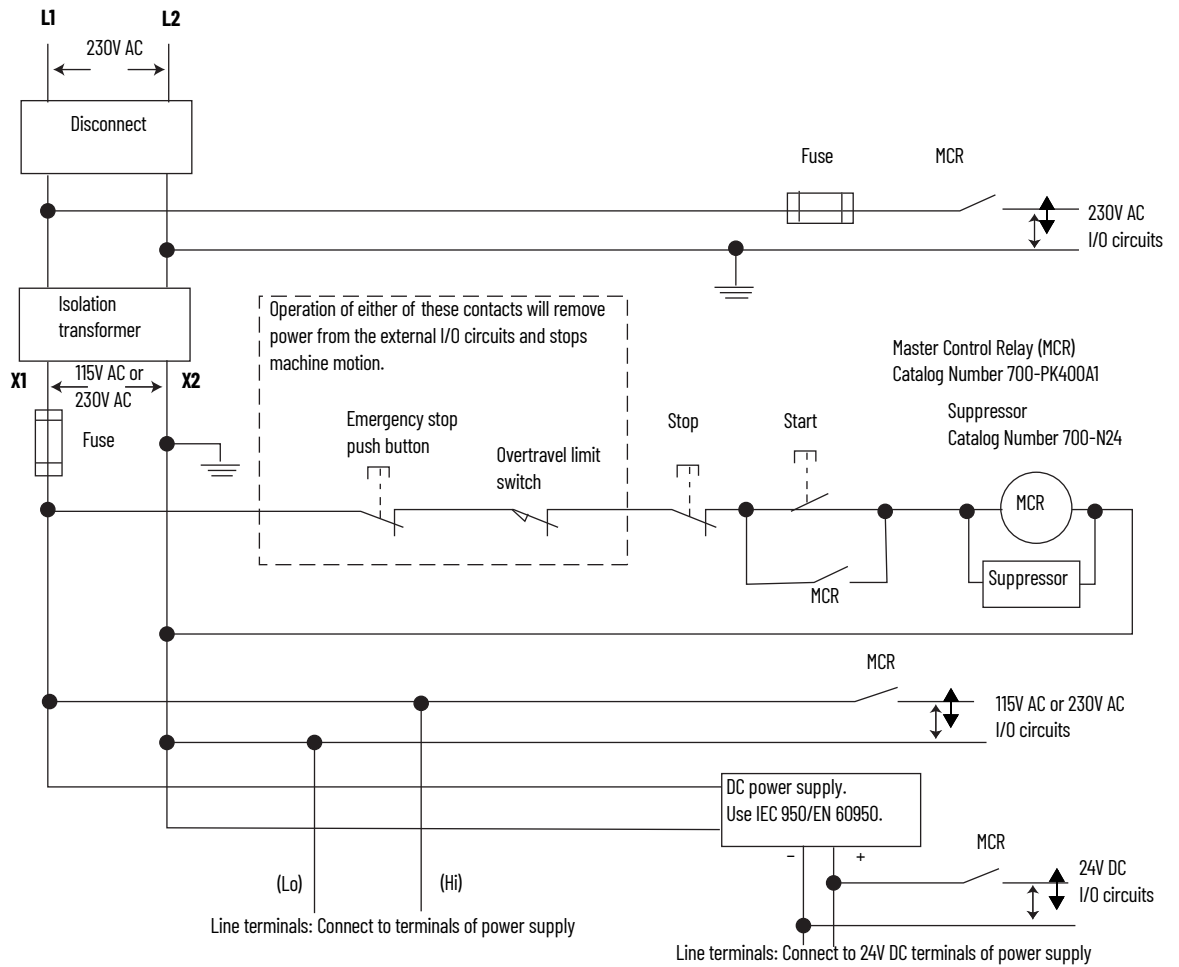 L1
L2
230V AC
Disconnect
Fuse
MCR
230V AC
I/O circuits
Isolation
transformer
Operation of either of these contacts will remove
power from the external I/O circuits and stops
machine motion.
Master Control Relay (MCR)
Catalog Number 700-PK400A1
X1
115V AC or
230V AC
X2
Suppressor
Catalog Number 700-N24
Fuse
Emergency stop
push button
Overtravel limit
switch
Stop
Start
MCR
Suppressor
MCR
MCR
115V AC or 230V AC
I/O circuits
DC power supply.
Use IEC 950/EN 60950.
–
+
MCR
24V DC
I/O circuits
(Lo)
(Hi)
Line terminals: Connect to terminals of power supply
Line terminals: Connect to 24V DC terminals of power supply